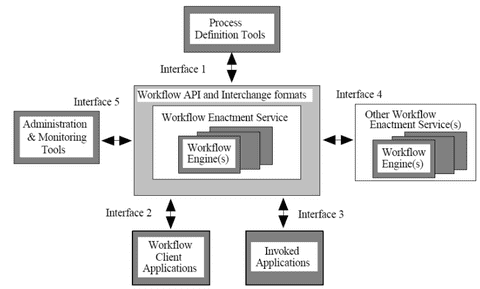 Process
Definition Tools
Interface 1
Workflow API and Interchange formats
Interface 5
Interface 4
Administration
& Monitoring
Tools
Workflow Enactment Service
Workflow
Engine(s)
Other Workflow
Enactment Service(s)
Workflow
Engine(s)
Interface 2
Interface 3
Workflow
Client
Applications
Invoked
Applications